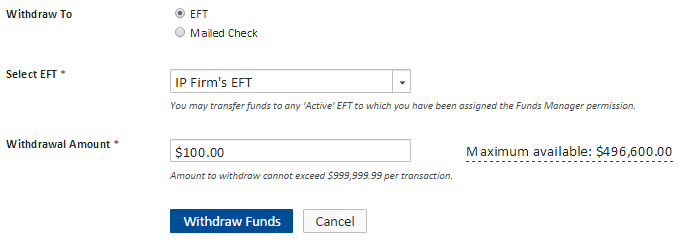 Withdraw To
EFT
Mailed Check
Select EFT *
IP Firm's EFT
You may transfer funds to any 'Active' EFT to which you have been assigned the Funds Manager permission.
Withdrawal Amount *
$100.00
Maximum available: $496,600.00
Amount to withdraw cannot exceed $999,999.99 per transaction.
Withdraw Funds
Cancel